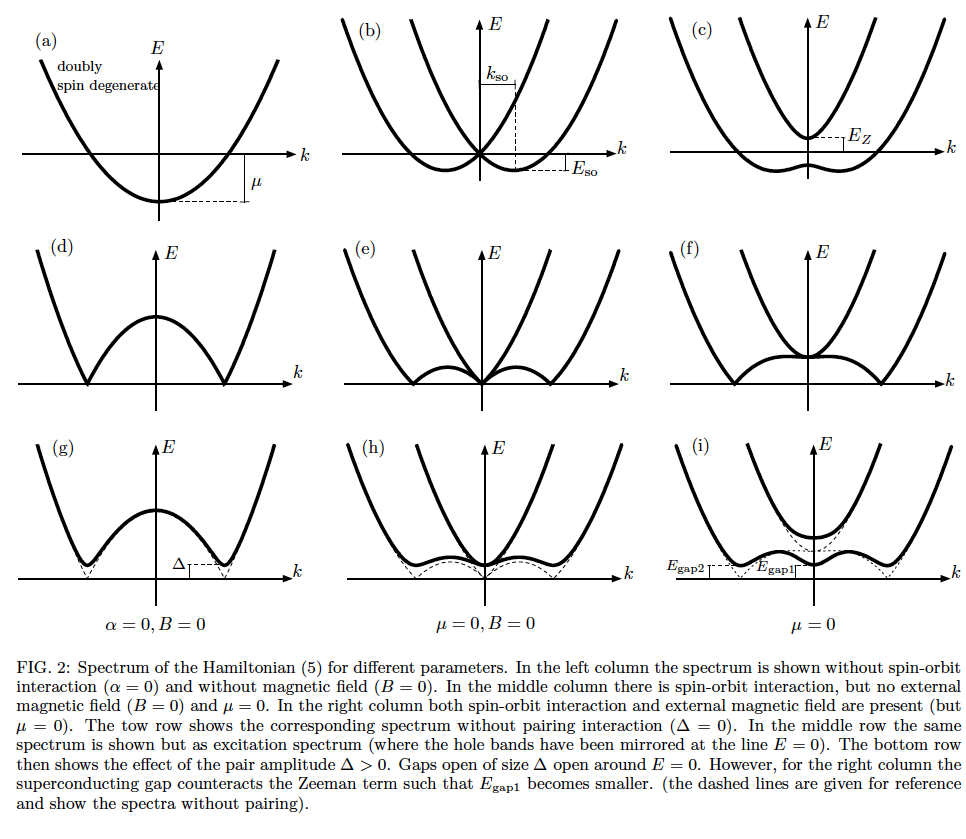 (a)
E
doubly
spin degenerate
k
μ
(b)
E
k_so
k
E_so
(c)
E
E_Z
k
(d)
E
k
(e)
E
k
(f)
E
k
(g)
E
Δ
k
(h)
E
k
(i)
E
E_gap2
E_gap1
k
α = 0, B = 0
μ = 0, B = 0
μ = 0
FIG. 2: Spectrum of the Hamiltonian (5) for different parameters. In the left column the spectrum is shown without spin-orbit
interaction (α = 0) and without magnetic field (B = 0). In the middle column there is spin-orbit interaction, but no external
magnetic field (B = 0) and μ = 0. In the right column both spin-orbit interaction and external magnetic field are present (but
μ = 0). The tow row shows the corresponding spectrum without pairing interaction (Δ = 0). In the middle row the same
spectrum is shown but as excitation spectrum (where the hole bands have been mirrored at the line E = 0). The bottom row
then shows the effect of the pair amplitude Δ > 0. Gaps open of size Δ open around E = 0. However, for the right column the
superconducting gap counteracts the Zeeman term such that E_gap1 becomes smaller. (the dashed lines are given for reference
and show the spectra without pairing).